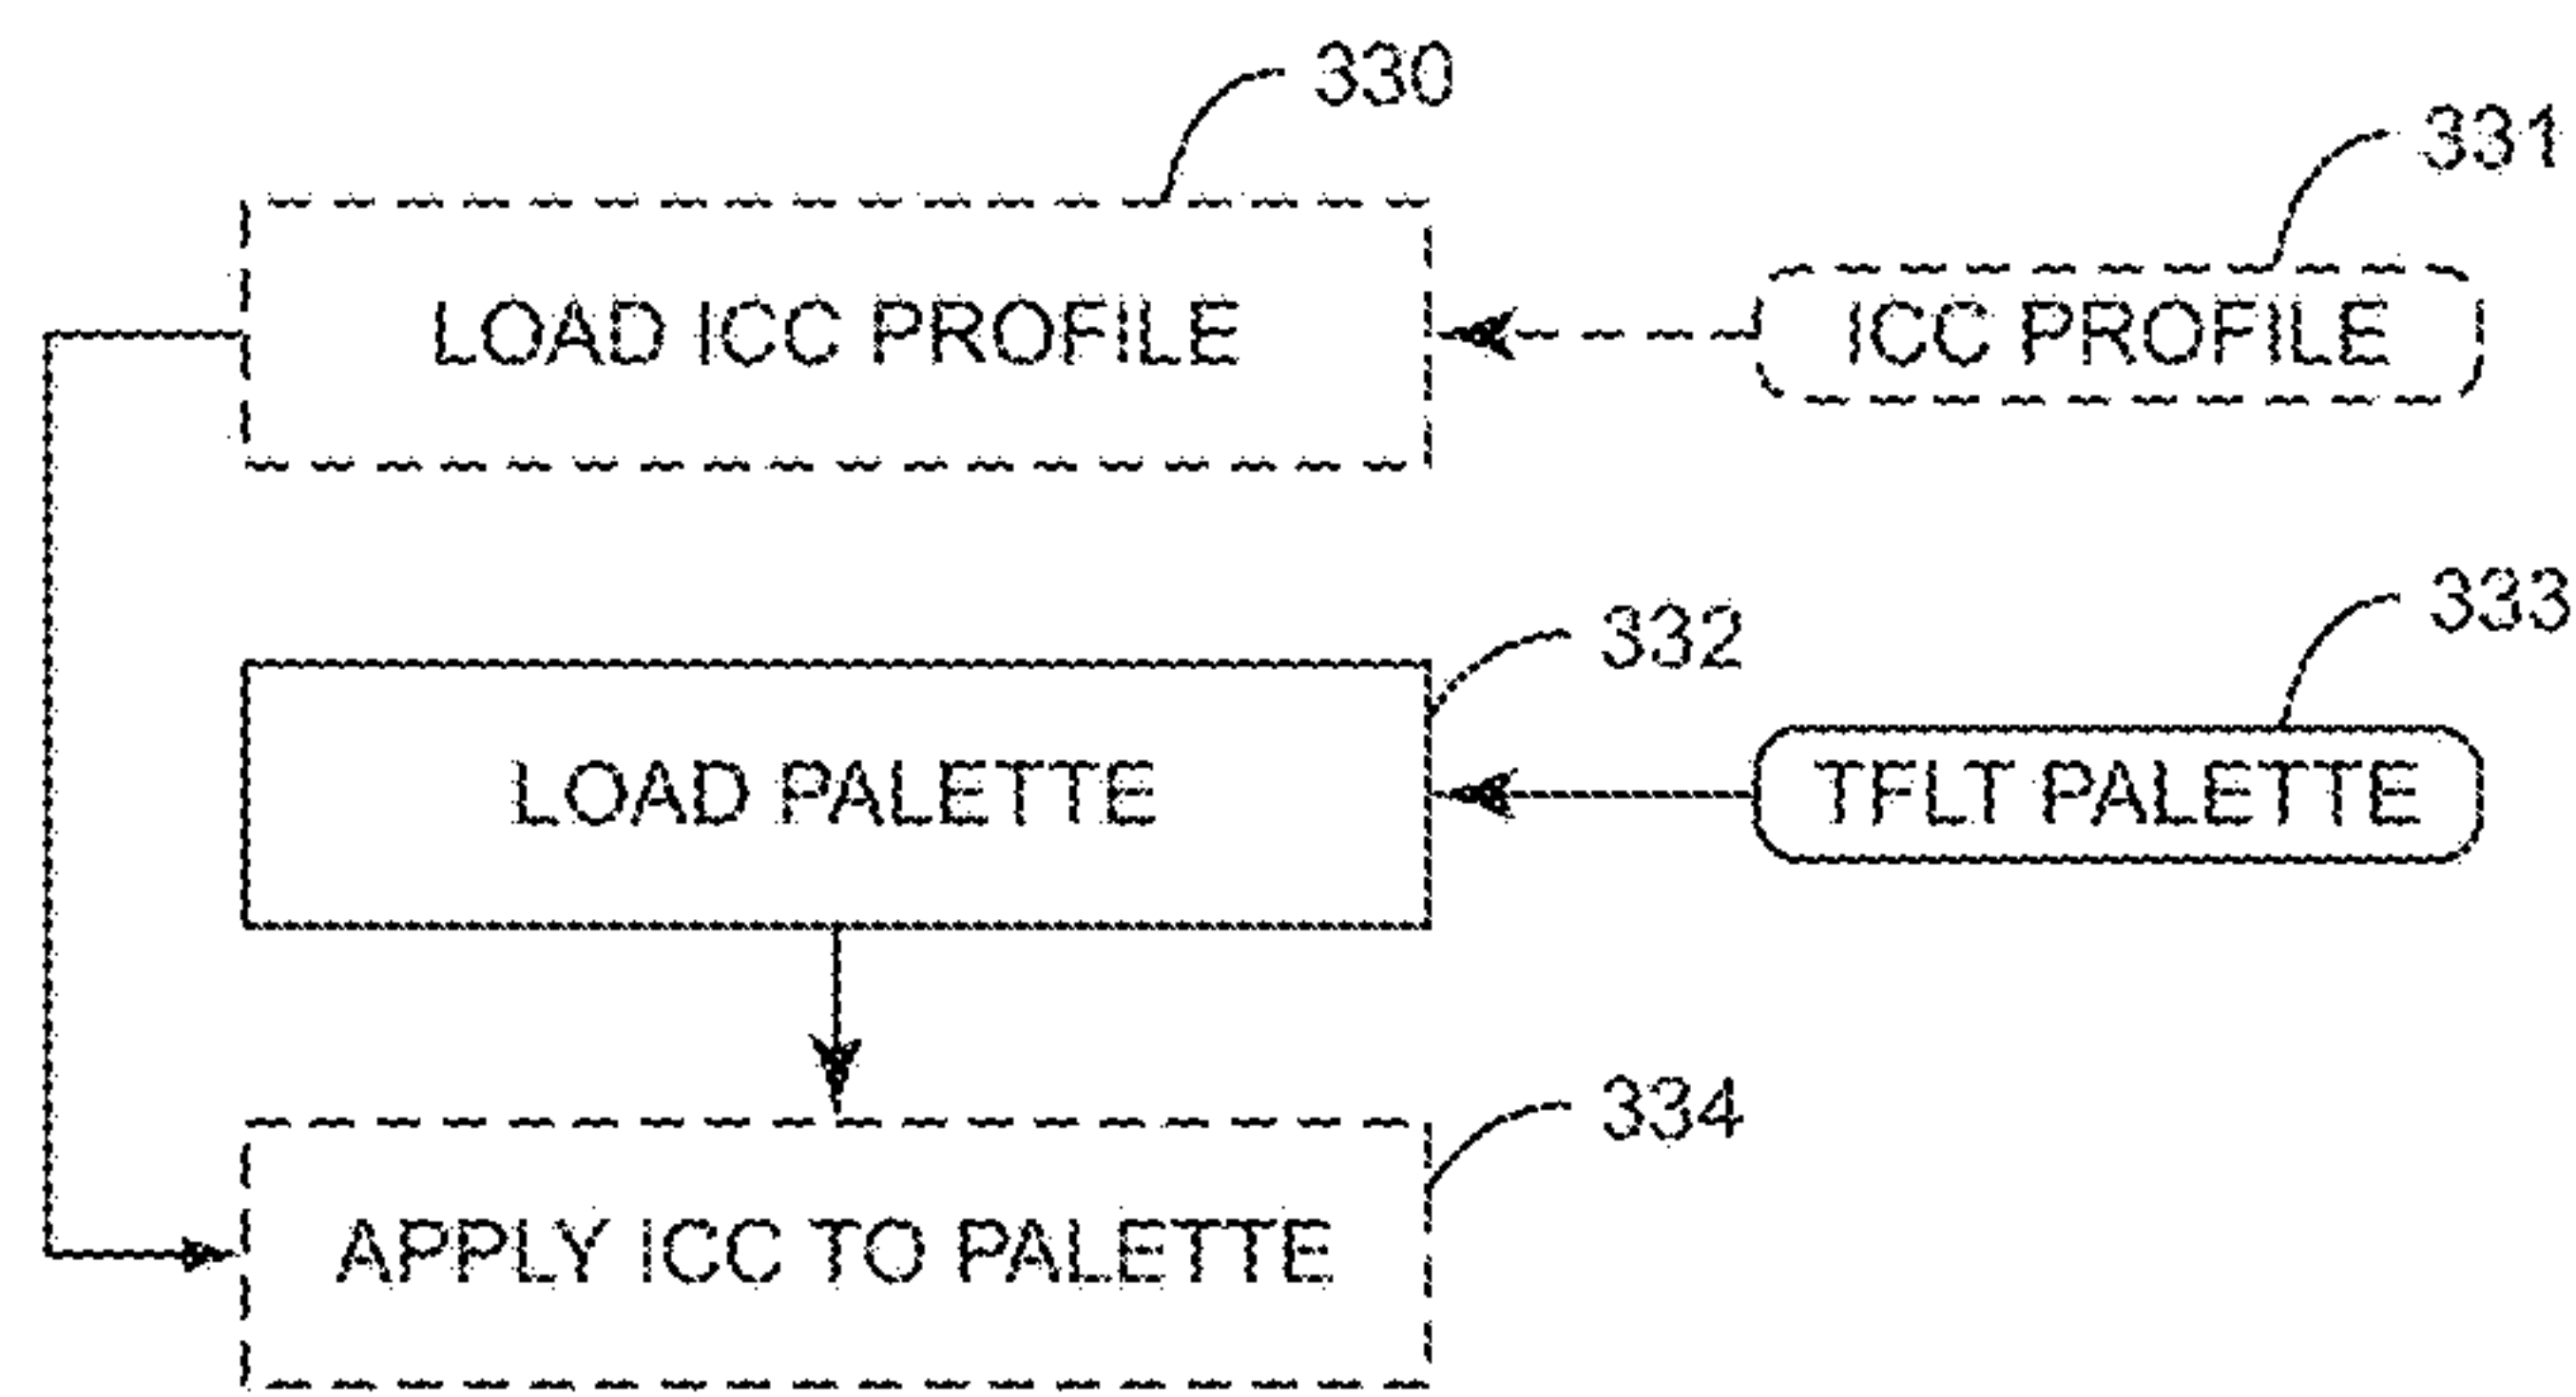 330
331
LOAD ICC PROFILE
ICC PROFILE
332
333
LOAD PALETTE
TFLT PALETTE
334
APPLY ICC TO PALETTE